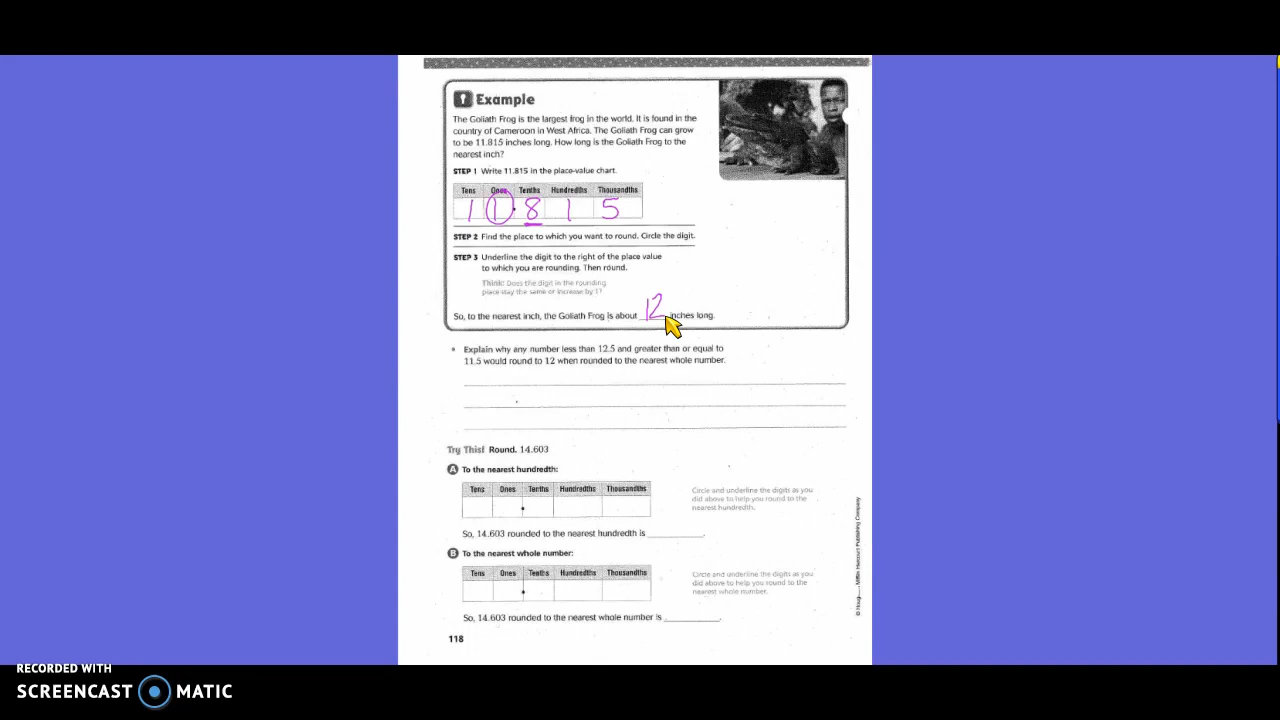 Example
The Goliath Frog is the largest frog in the world. It is found in the
country of Cameroon in West Africa. The Goliath Frog can grow
to be 11.815 inches long. How long is the Goliath Frog to the
nearest inch?
STEP 1 Write 11.815 in the place-value chart.
Tens Ones Tenths Hundredths Thousandths
1 1 . 8 1 5
STEP 2 Find the place to which you want to round. Circle the digit.
STEP 3 Underline the digit to the right of the place value
to which you are rounding. Then round.
Think: Does the digit in the rounding
place stay the same or increase by 1?
So, to the nearest inch, the Goliath Frog is about 12 inches long.
• Explain why any number less than 12.5 and greater than or equal to
11.5 would round to 12 when rounded to the nearest whole number.
Try This! Round. 14.603
A To the nearest hundredth:
Tens Ones Tenths Hundredths Thousandths
.
Circle and underline the digits as you
did above to help you round to the
nearest hundredth.
So, 14.603 rounded to the nearest hundredth is ________.
B To the nearest whole number:
Tens Ones Tenths Hundredths Thousandths
.
Circle and underline the digits as you
did above to help you round to the
nearest whole number.
So, 14.603 rounded to the nearest whole number is ________.
118
© Mifflin Harcourt Publishing Company
RECORDED WITH
SCREENCAST MATIC